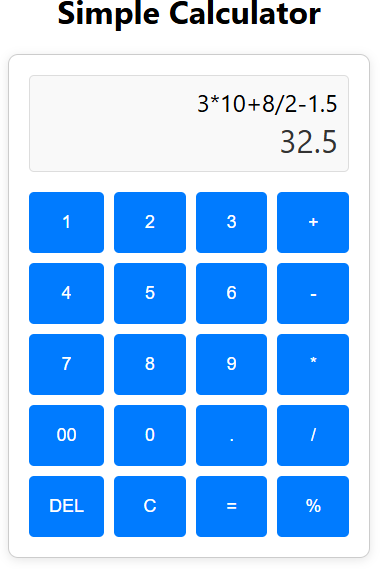 Simple Calculator
3*10+8/2-1.5
32.5
1 2 3 +
4 5 6 -
7 8 9 *
00 0 . /
DEL C = %